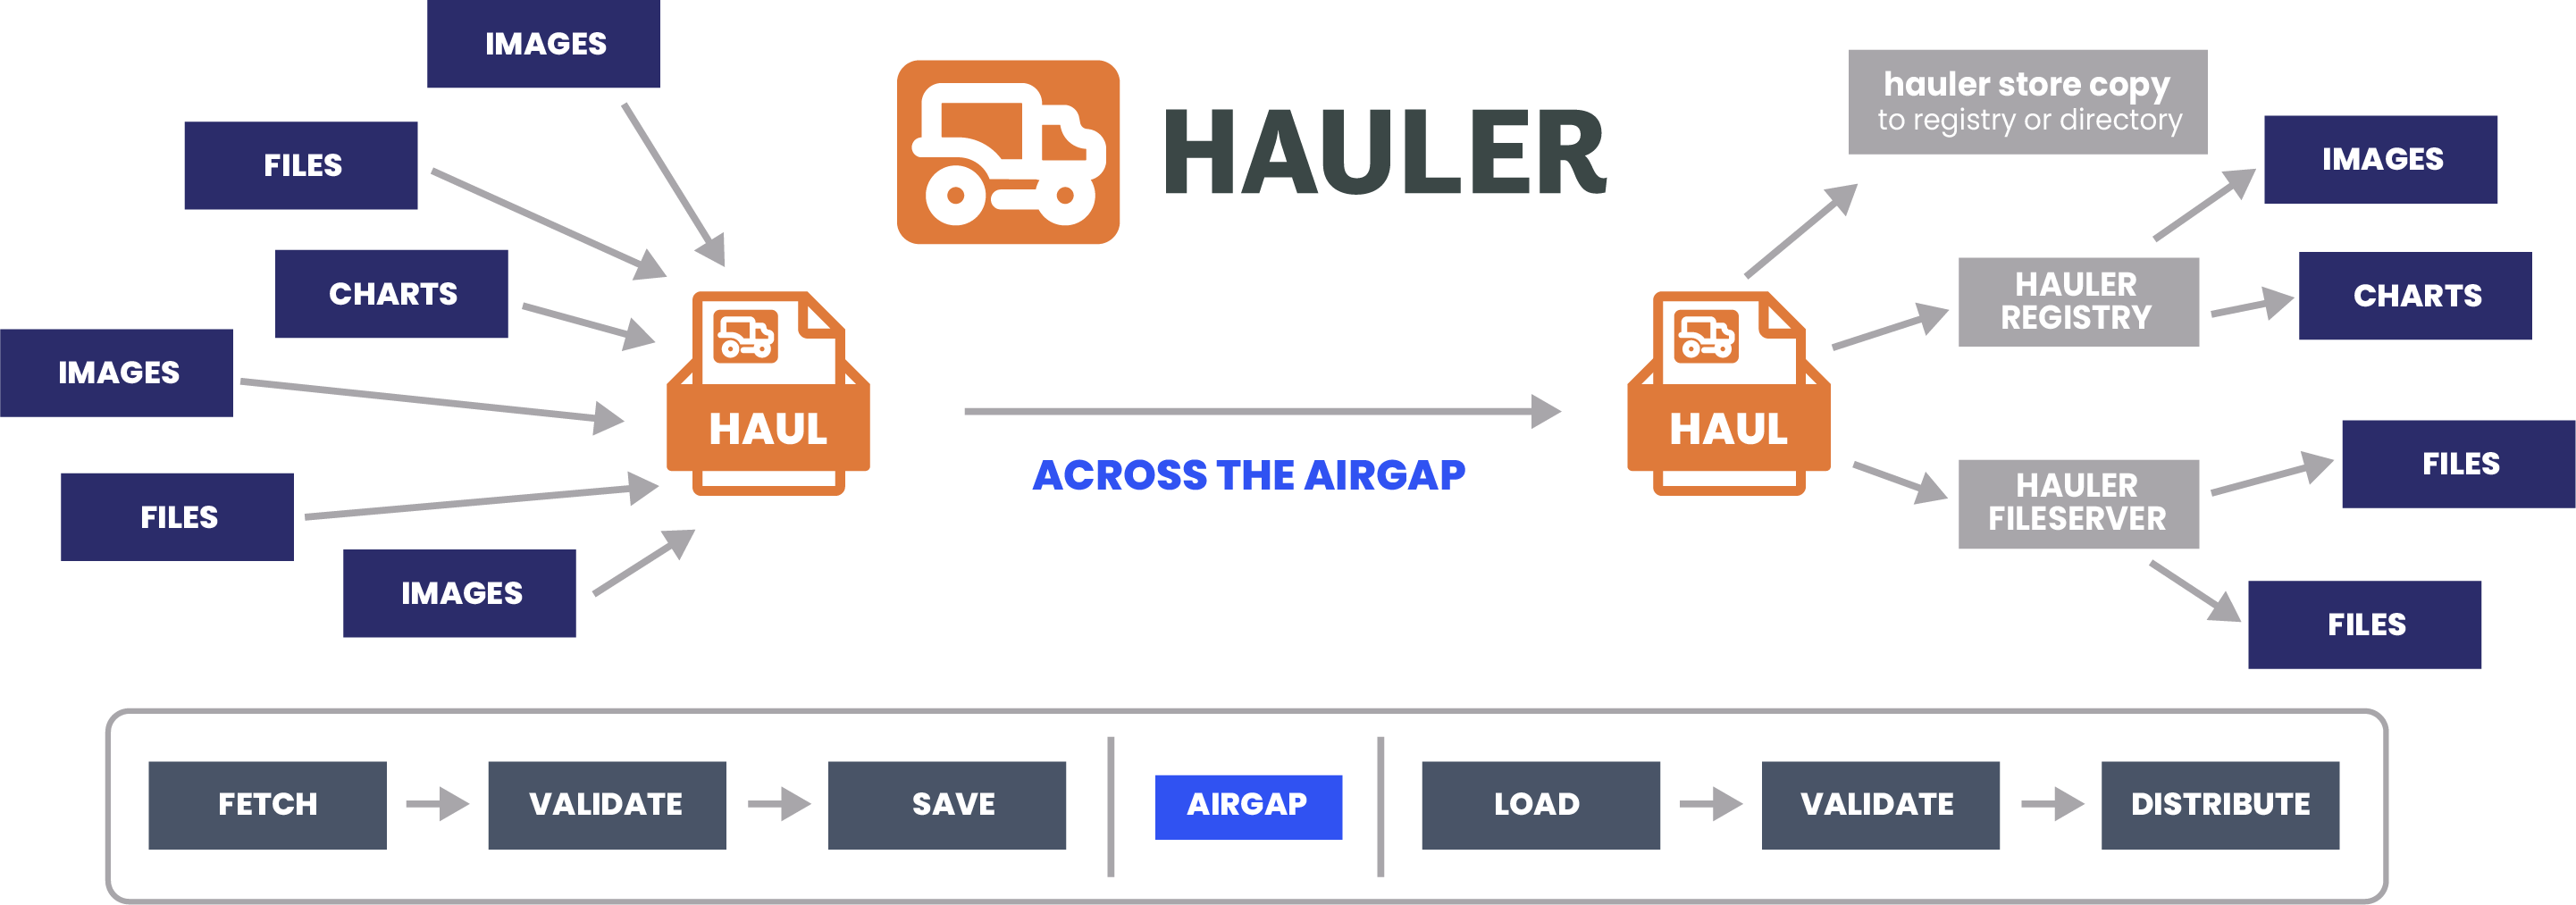 IMAGES
FILES
CHARTS
IMAGES
FILES
IMAGES
HAUL
HAULER
ACROSS THE AIRGAP
HAUL
hauler store copy
to registry or directory
HAULER
REGISTRY
IMAGES
CHARTS
HAULER
FILESERVER
FILES
FILES
FETCH
VALIDATE
SAVE
AIRGAP
LOAD
VALIDATE
DISTRIBUTE